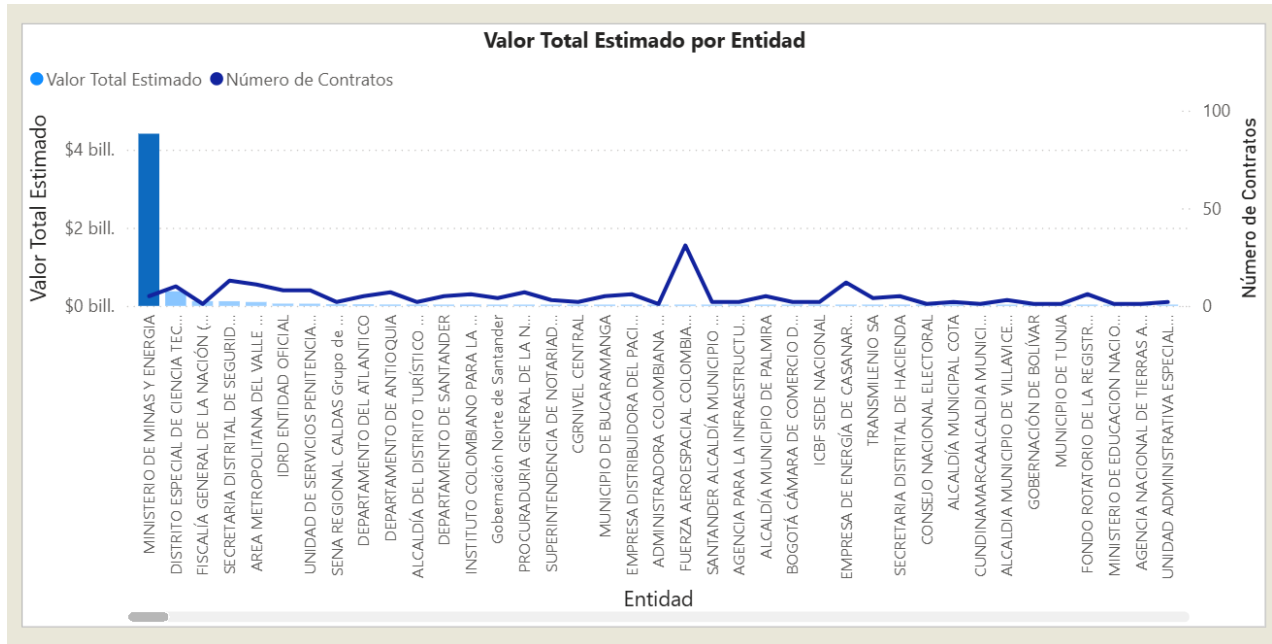 Valor Total Estimado por Entidad
Valor Total Estimado
Número de Contratos
Valor Total Estimado
$4 bill.
$2 bill.
$0 bill.
100
50
0
Número de Contratos
MINISTERIO DE MINAS Y ENERGIA
DISTRITO ESPECIAL DE CIENCIA TEC...
FISCALÍA GENERAL DE LA NACIÓN (...
SECRETARIA DISTRITAL DE SEGURID...
AREA METROPOLITANA DEL VALLE ...
IDRD ENTIDAD OFICIAL
UNIDAD DE SERVICIOS PENITENCIA...
SENA REGIONAL CALDAS Grupo de ...
DEPARTAMENTO DEL ATLANTICO
DEPARTAMENTO DE ANTIOQUIA
ALCALDÍA DEL DISTRITO TURÍSTICO ...
DEPARTAMENTO DE SANTANDER
INSTITUTO COLOMBIANO PARA LA ...
Gobernación Norte de Santander
PROCURADURIA GENERAL DE LA N...
SUPERINTENDENCIA DE NOTARIAD...
CGRNIVEL CENTRAL
MUNICIPIO DE BUCARAMANGA
EMPRESA DISTRIBUIDORA DEL PACI...
ADMINISTRADORA COLOMBIANA ...
FUERZA AEROESPACIAL COLOMBIA...
SANTANDER ALCALDÍA MUNICIPIO ...
AGENCIA PARA LA INFRAESTRUCTU...
ALCALDÍA MUNICIPIO DE PALMIRA
BOGOTÁ CÁMARA DE COMERCIO D...
ICBF SEDE NACIONAL
EMPRESA DE ENERGÍA DE CASANAR...
TRANSMILENIO SA
SECRETARIA DISTRITAL DE HACIENDA
CONSEJO NACIONAL ELECTORAL
ALCALDÍA MUNICIPAL COTA
CUNDINAMARCAALCALDIA MUNICI...
ALCALDIA MUNICIPIO DE VILLAVICE...
GOBERNACIÓN DE BOLÍVAR
MUNICIPIO DE TUNJA
FONDO ROTATORIO DE LA REGISTR...
MINISTERIO DE EDUCACION NACIO...
AGENCIA NACIONAL DE TIERRAS A...
UNIDAD ADMINISTRATIVA ESPECIAL...
Entidad